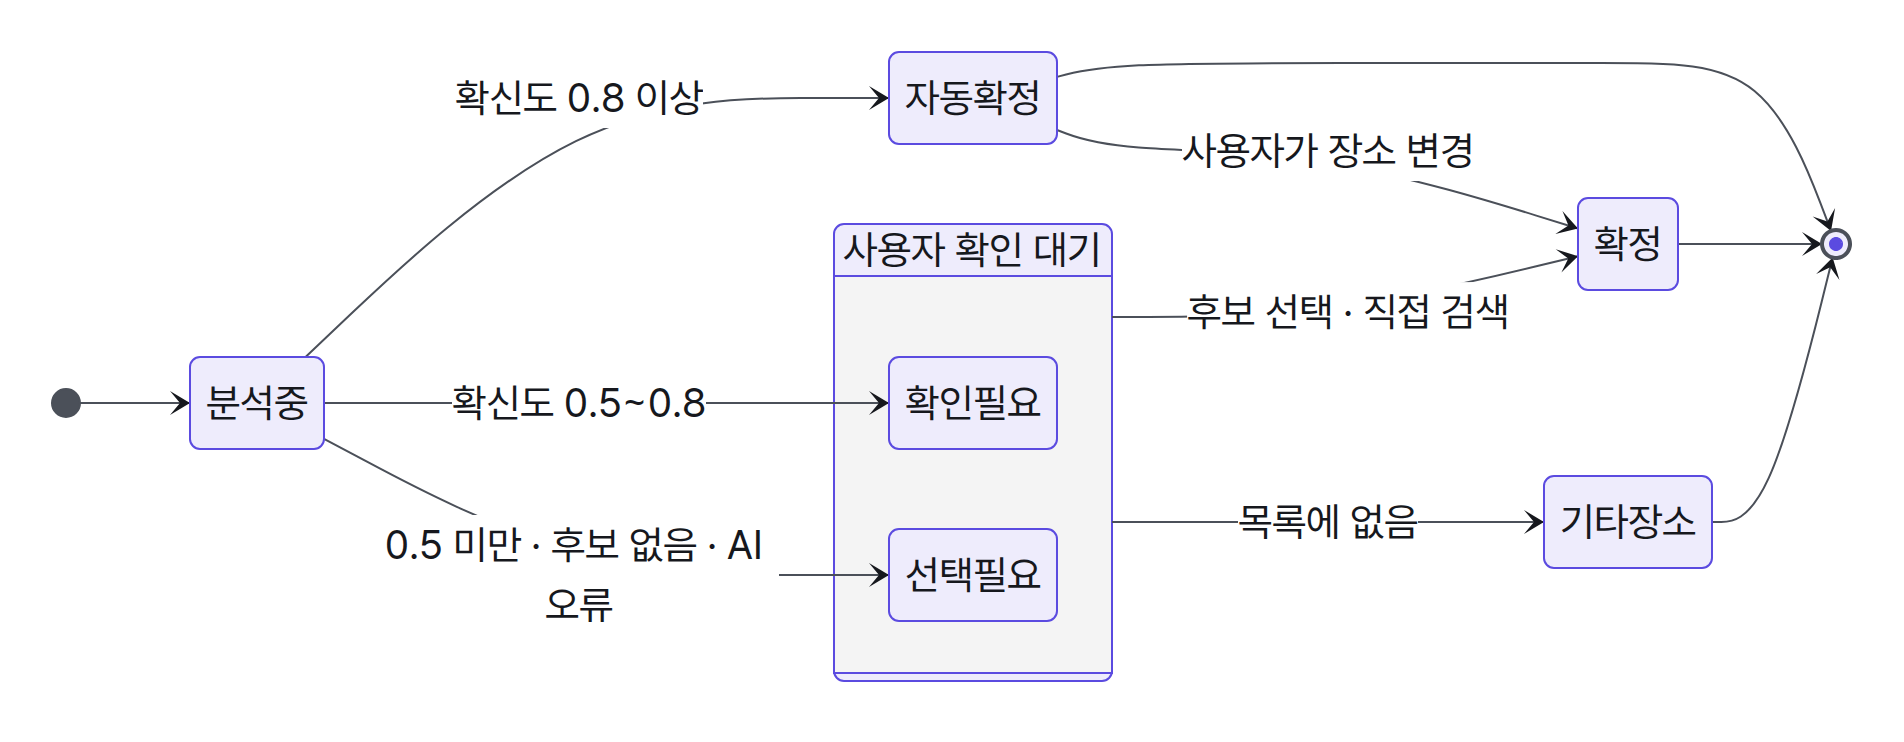 확신도 0.8 이상
자동확정
사용자가 장소 변경
확정
사용자 확인 대기
후보 선택 · 직접 검색
분석중
확신도 0.5~0.8
확인필요
목록에 없음
기타장소
0.5 미만 · 후보 없음 · AI
오류
선택필요